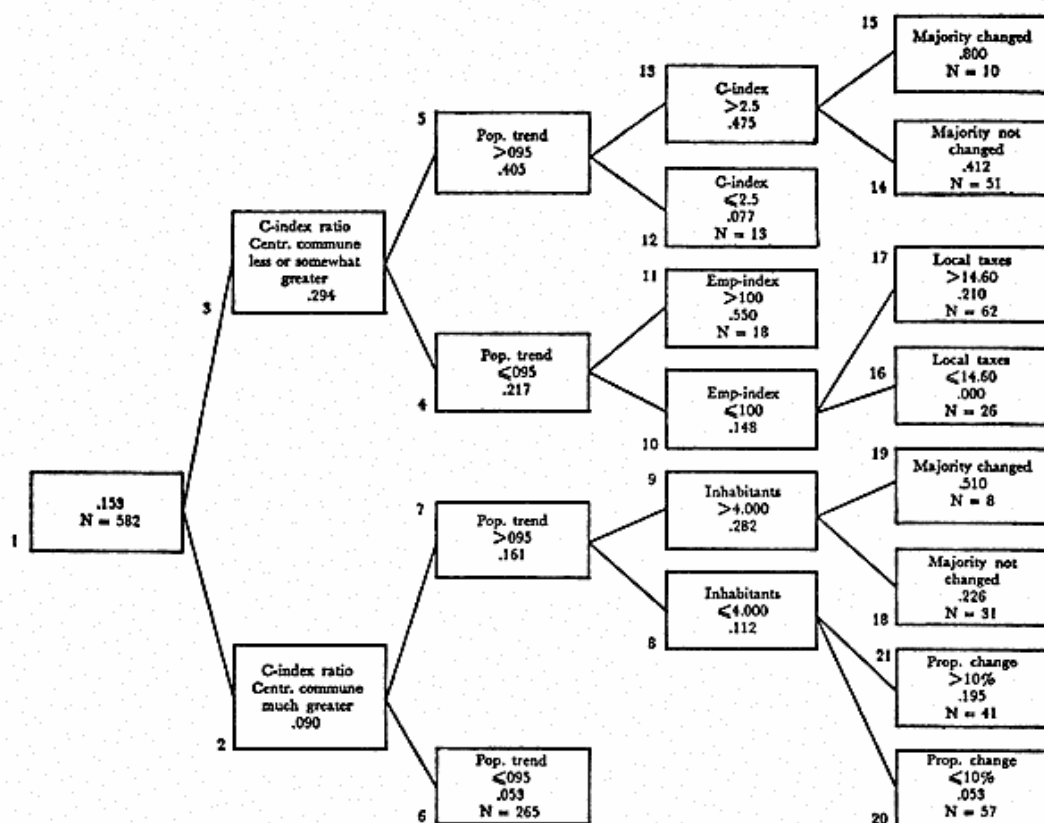 1
.153
N = 582
3
C-index ratio
Centr. commune
less or somewhat
greater
.294
2
C-index ratio
Centr. commune
much greater
.090
5
Pop. trend
>095
.405
4
Pop. trend
⩽095
.217
7
Pop. trend
>095
.161
6
Pop. trend
⩽095
.053
N = 265
13
C-index
>2.5
.475
12
C-index
⩽2.5
.077
N = 13
11
Emp-index
>100
.550
N = 18
10
Emp-index
⩽100
.148
9
Inhabitants
>4.000
.282
8
Inhabitants
⩽4.000
.112
15
Majority changed
.800
N = 10
14
Majority not
changed
.412
N = 51
17
Local taxes
>14.60
.210
N = 62
16
Local taxes
⩽14.60
.000
N = 26
19
Majority changed
.510
N = 8
18
Majority not
changed
.226
N = 31
21
Prop. change
>10%
.195
N = 41
20
Prop. change
⩽10%
.053
N = 57